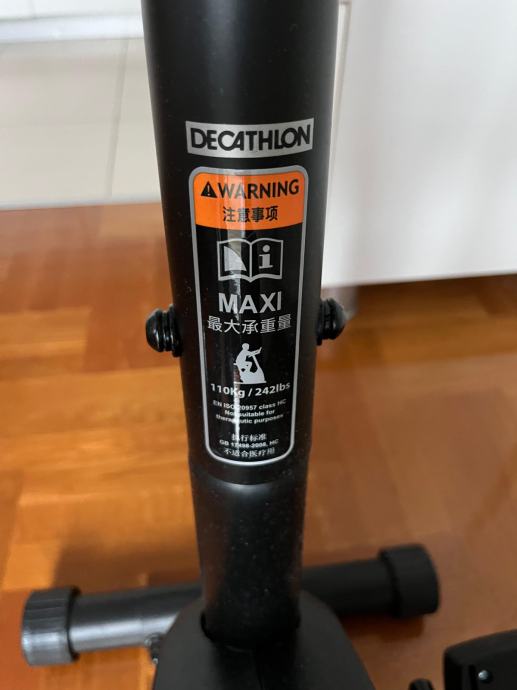 DECATHLON
WARNING
注意事项
i
MAXI
最大承重量
110Kg / 242lbs
EN ISO 20957 class HC
Not suitable for
therapeutic purposes
执行标准
GB 17498-2008, HC
不适合医疗用